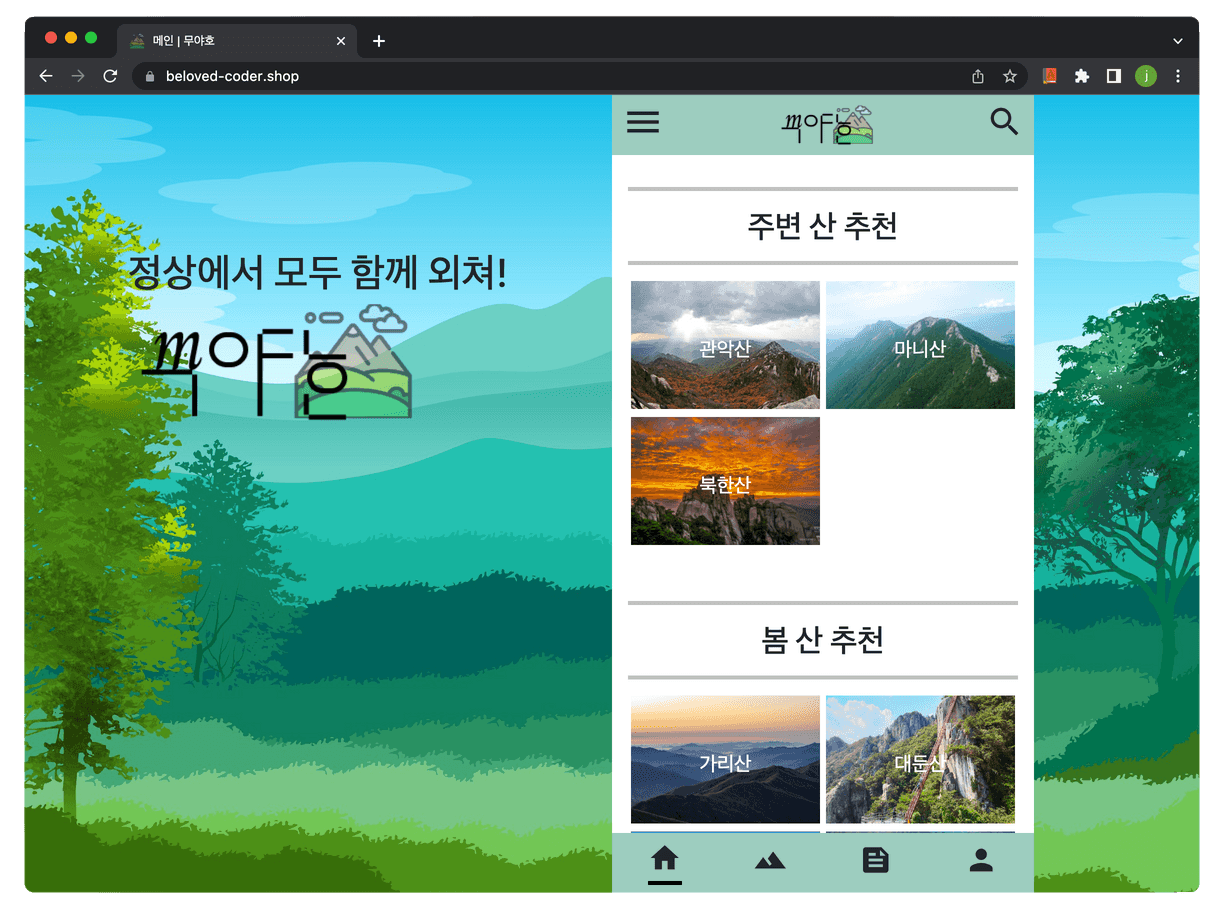 메인 | 무야호
beloved-coder.shop
j
정상에서 모두 함께 외쳐!
무야호
무야호
주변 산 추천
관악산
마니산
북한산
봄 산 추천
가리산
대둔산